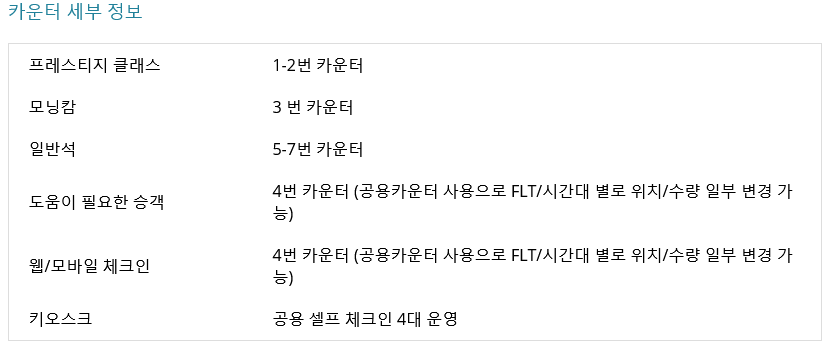 카운터 세부 정보
프레스티지 클래스 1-2번 카운터
모닝캄 3 번 카운터
일반석 5-7번 카운터
도움이 필요한 승객 4번 카운터 (공용카운터 사용으로 FLT/시간대 별로 위치/수량 일부 변경 가
능)
웹/모바일 체크인 4번 카운터 (공용카운터 사용으로 FLT/시간대 별로 위치/수량 일부 변경 가
능)
키오스크 공용 셀프 체크인 4대 운영